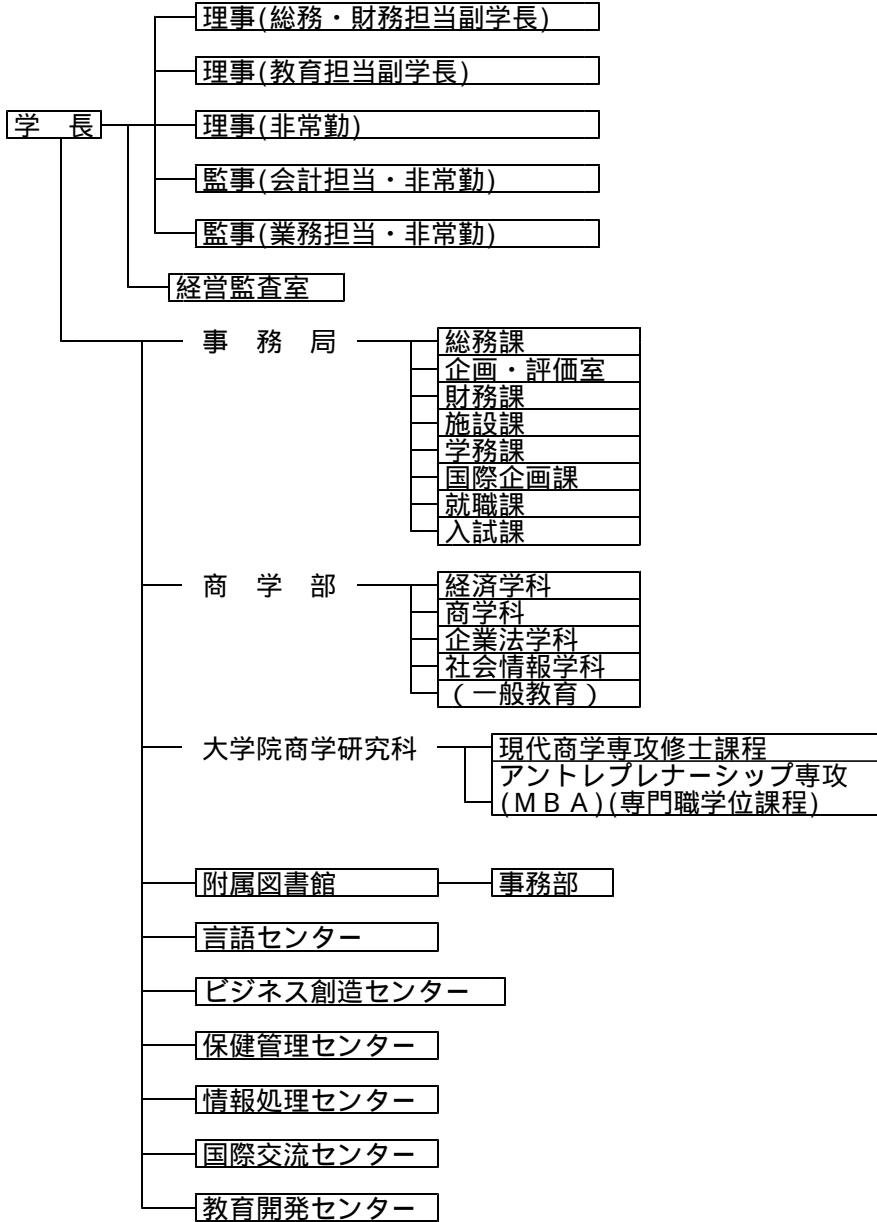 理事(総務・財務担当副学長)
理事(教育担当副学長)
学　長
理事(非常勤)
監事(会計担当・非常勤)
監事(業務担当・非常勤)
経営監査室
事　務　局
総務課
企画・評価室
財務課
施設課
学務課
国際企画課
就職課
入試課
商　学　部
経済学科
商学科
企業法学科
社会情報学科
(一般教育)
大学院商学研究科
現代商学専攻修士課程
アントレプレナーシップ専攻
(ＭＢＡ)(専門職学位課程)
附属図書館
事務部
言語センター
ビジネス創造センター
保健管理センター
情報処理センター
国際交流センター
教育開発センター